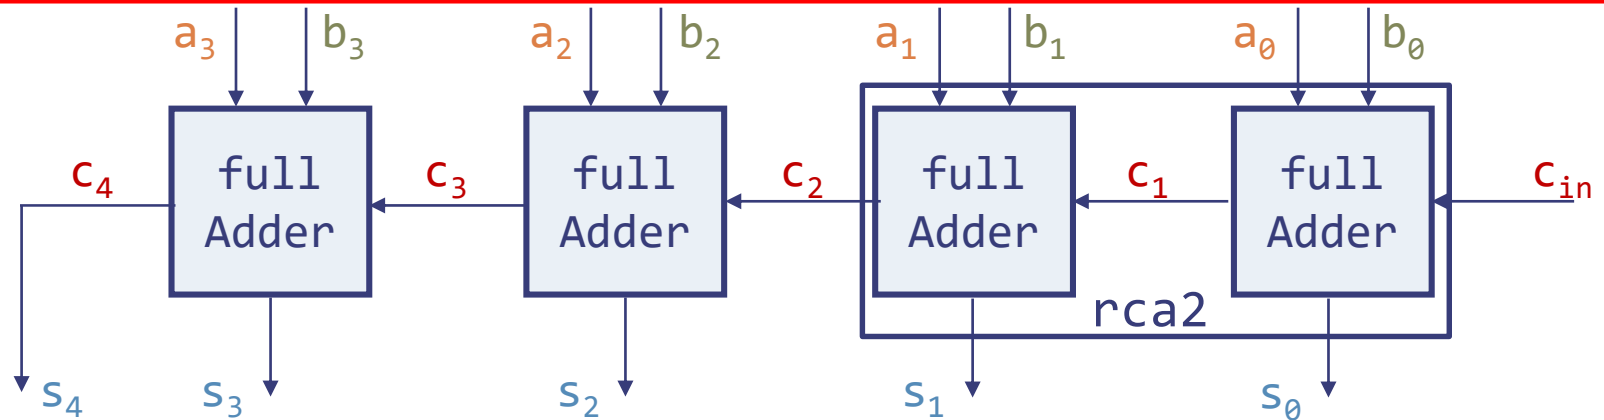 a₃ b₃ a₂ b₂ a₁ b₁ a₀ b₀
c₄ full Adder c₃ full Adder c₂ full Adder c₁ full Adder cᵢₙ
rca2
s₄ s₃ s₂ s₁ s₀